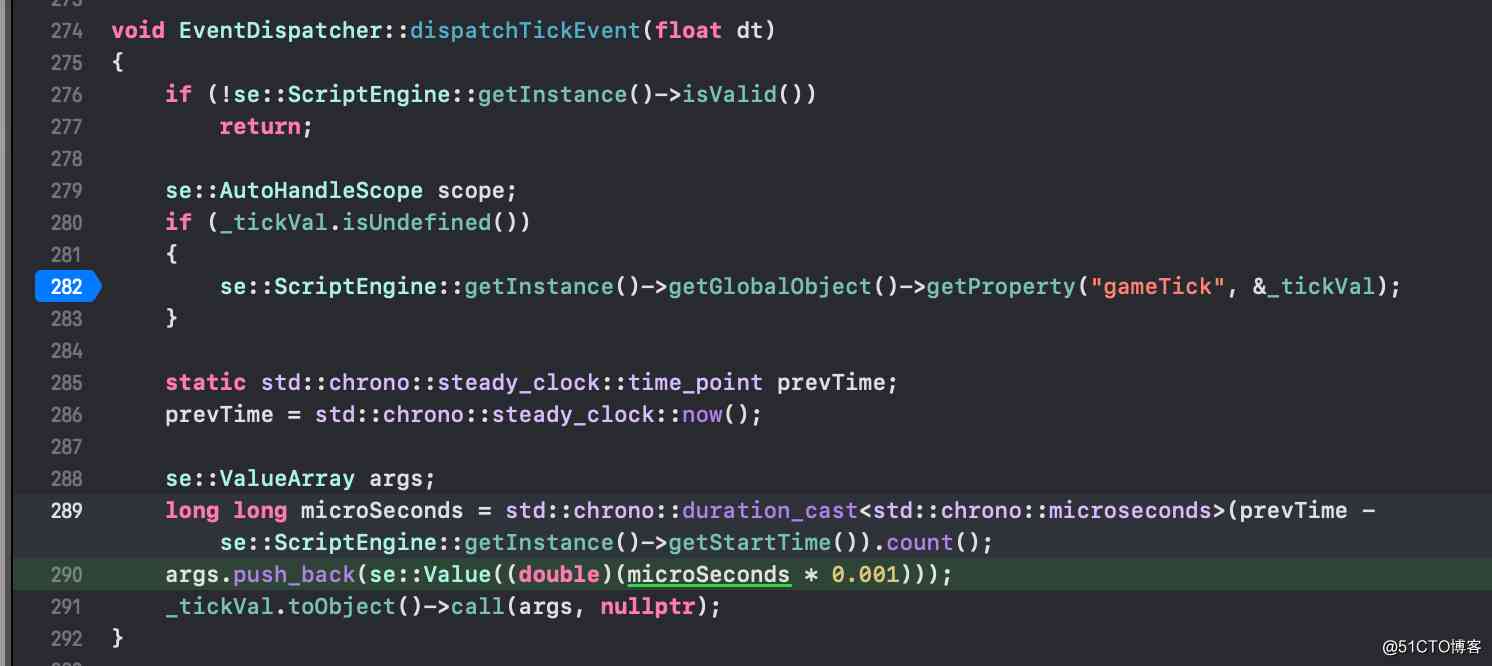 273
274 void EventDispatcher::dispatchTickEvent(float dt)
275 {
276     if (!se::ScriptEngine::getInstance()->isValid())
277         return;
278
279     se::AutoHandleScope scope;
280     if (_tickVal.isUndefined())
281     {
282         se::ScriptEngine::getInstance()->getGlobalObject()->getProperty("gameTick", &_tickVal);
283     }
284
285     static std::chrono::steady_clock::time_point prevTime;
286     prevTime = std::chrono::steady_clock::now();
287
288     se::ValueArray args;
289     long long microSeconds = std::chrono::duration_cast<std::chrono::microseconds>(prevTime -
        se::ScriptEngine::getInstance()->getStartTime()).count();
290     args.push_back(se::Value((double)(microSeconds * 0.001)));
291     _tickVal.toObject()->call(args, nullptr);
292 }
@51CTO博客